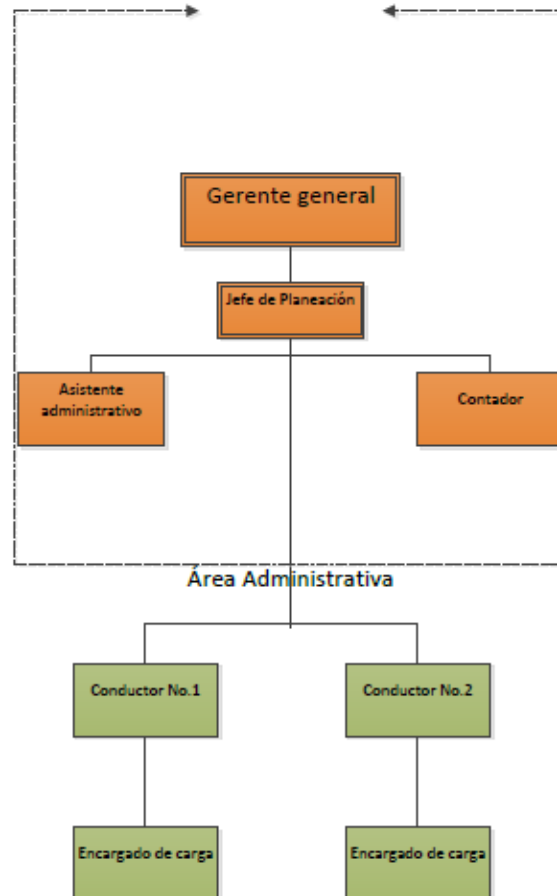 Gerente general
Jefe de Planeación
Asistente
administrativo
Contador
Área Administrativa
Conductor No.1
Conductor No.2
Encargado de carga
Encargado de carga